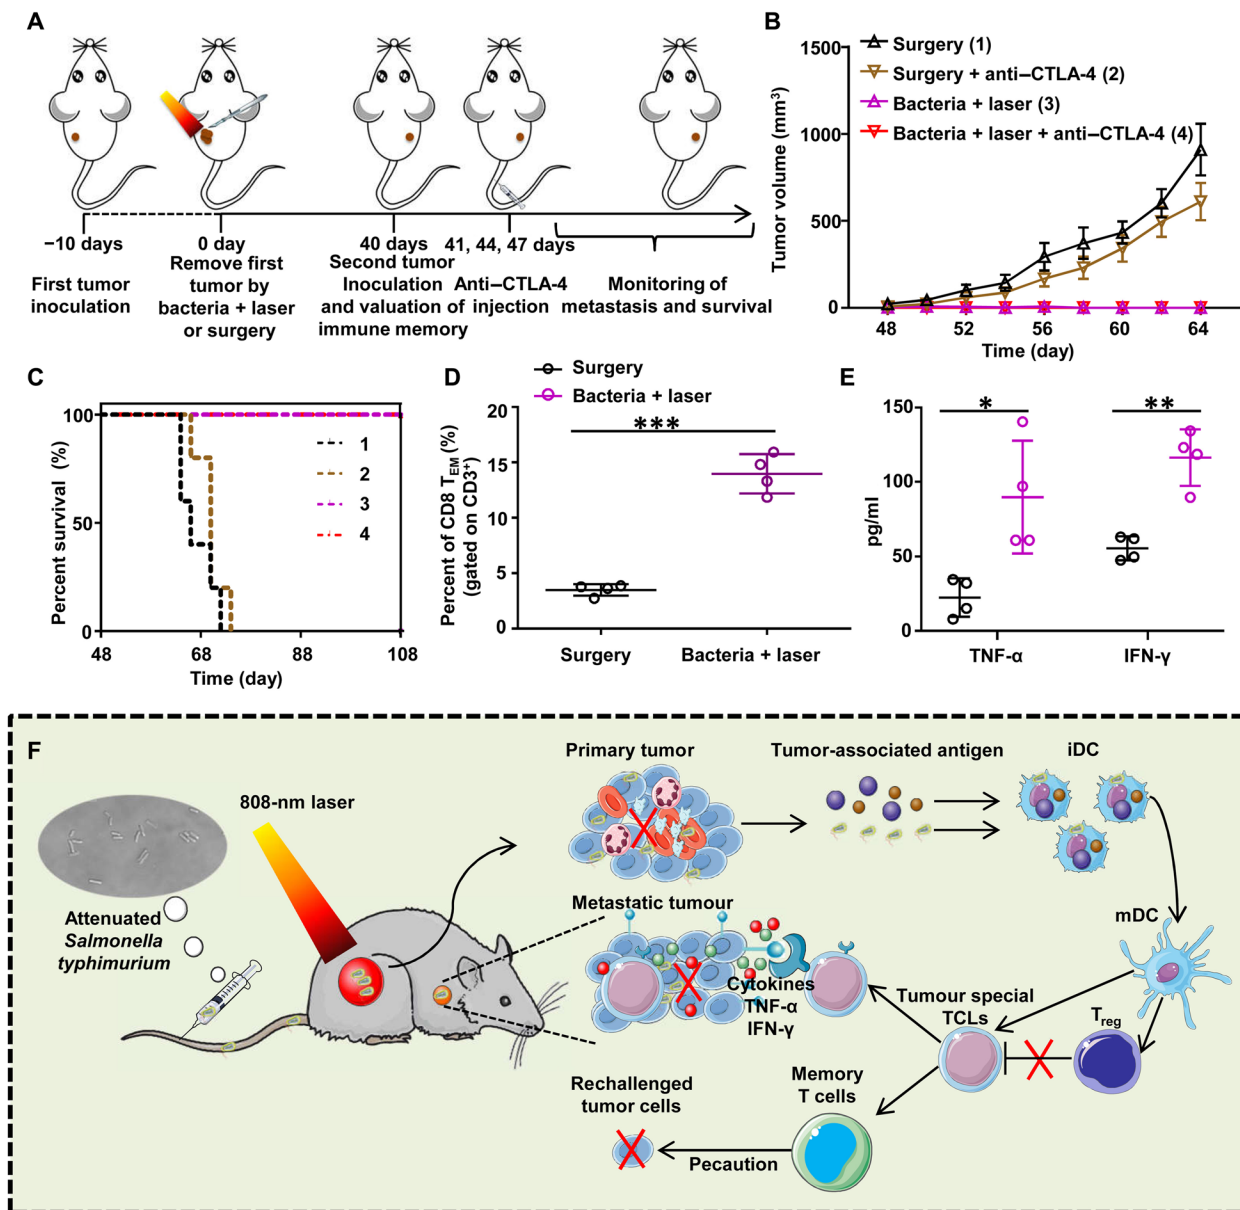 A
−10 days
0 day
40 days
41, 44, 47 days
First tumor
inoculation
Remove first
tumor by
bacteria + laser
or surgery
Second tumor
Inoculation
and valuation of
immune memory
Anti–CTLA-4
injection
Monitoring of
metastasis and survival
B
Surgery (1)
Surgery + anti–CTLA-4 (2)
Bacteria + laser (3)
Bacteria + laser + anti–CTLA-4 (4)
Tumor volume (mm³)
1500
1000
500
0
48 52 56 60 64
Time (day)
C
Percent survival (%)
100
50
0
1
2
3
4
48 68 88 108
Time (day)
D
Surgery
Bacteria + laser
Percent of CD8 TEM (%)
(gated on CD3⁺)
20
15
10
5
0
***
Surgery Bacteria + laser
E
pg/ml
150
100
50
0
* **
TNF-α IFN-γ
F
808-nm laser
Attenuated
Salmonella
typhimurium
Primary tumor
Tumor-associated antigen
iDC
Metastatic tumour
mDC
Cytokines
TNF-α
IFN-γ
Tumour special
TCLs
Treg
Rechallenged
tumor cells
Memory
T cells
Pecaution